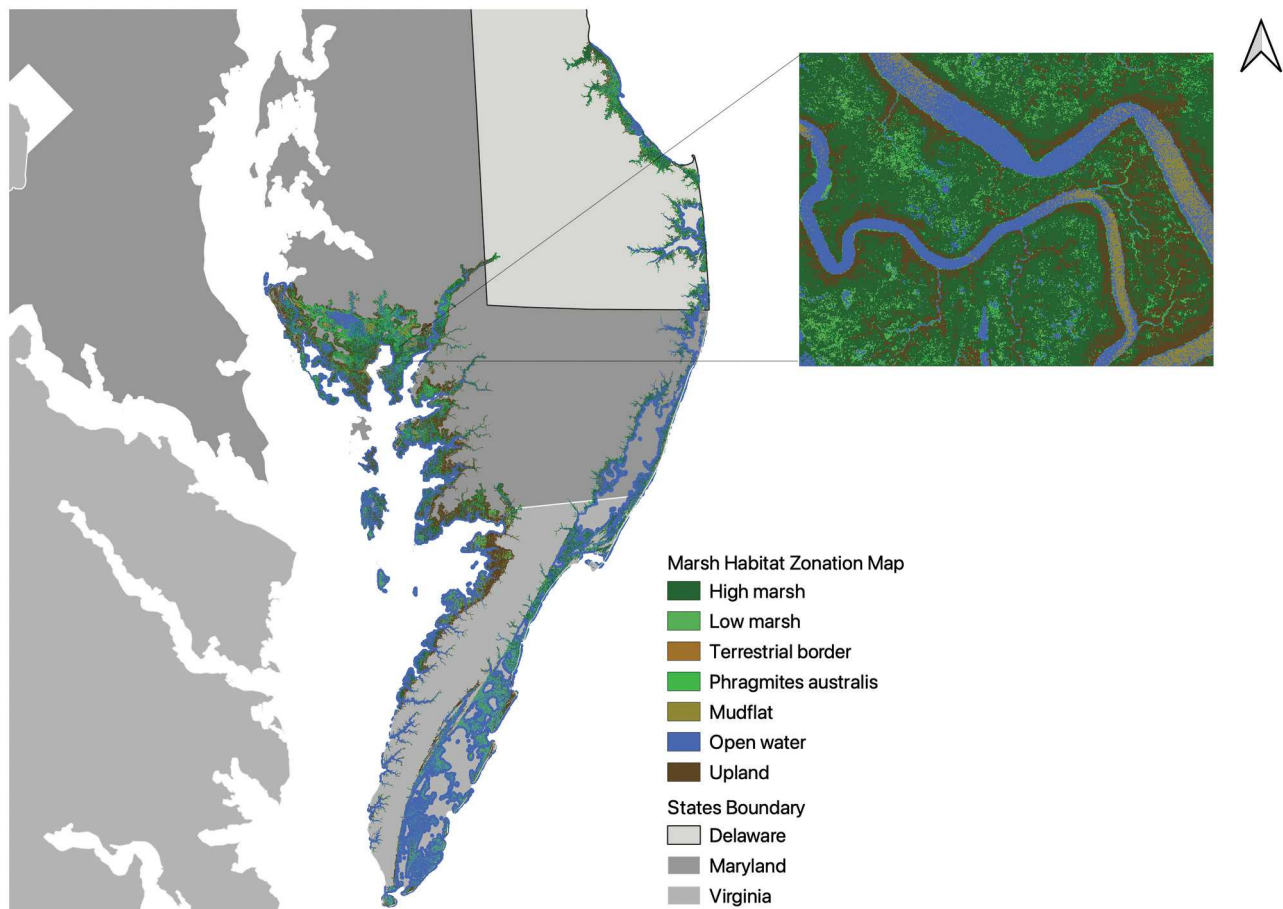 Marsh Habitat Zonation Map
High marsh
Low marsh
Terrestrial border
Phragmites australis
Mudflat
Open water
Upland
States Boundary
Delaware
Maryland
Virginia